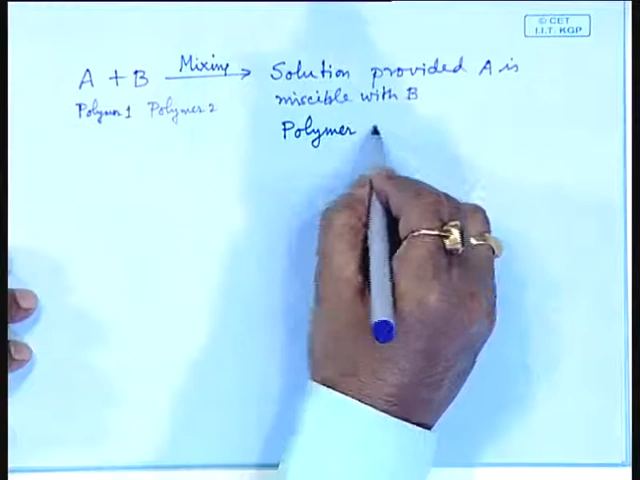 © CET
I.I.T. KGP
A + B Mixing → Solution provided A is
miscible with B
Polymer 1 Polymer 2
Polymer